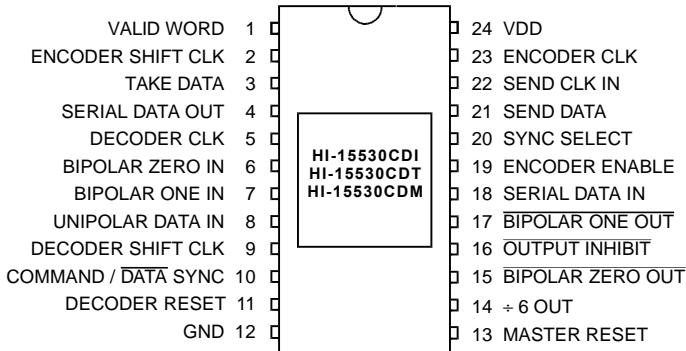 VALID WORD 1
ENCODER SHIFT CLK 2
TAKE DATA 3
SERIAL DATA OUT 4
DECODER CLK 5
BIPOLAR ZERO IN 6
BIPOLAR ONE IN 7
UNIPOLAR DATA IN 8
DECODER SHIFT CLK 9
COMMAND / DATA SYNC 10
DECODER RESET 11
GND 12
HI-15530CDI
HI-15530CDT
HI-15530CDM
24 VDD
23 ENCODER CLK
22 SEND CLK IN
21 SEND DATA
20 SYNC SELECT
19 ENCODER ENABLE
18 SERIAL DATA IN
17 BIPOLAR ONE OUT
16 OUTPUT INHIBIT
15 BIPOLAR ZERO OUT
14 ÷ 6 OUT
13 MASTER RESET